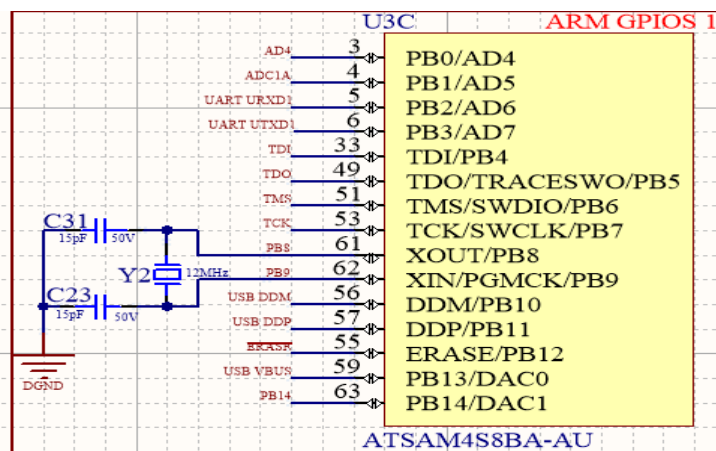 U3C ARM GPIOS 1
AD4 3 PB0/AD4
ADC1A 4 PB1/AD5
UART URXD1 5 PB2/AD6
UART UTXD1 6 PB3/AD7
TDI 33 TDI/PB4
TDO 49 TDO/TRACESWO/PB5
TMS 51 TMS/SWDIO/PB6
TCK 53 TCK/SWCLK/PB7
C31
15pF 50V
PB8 61 XOUT/PB8
Y2 12MHz
PB9 62 XIN/PGMCK/PB9
C23
15pF 50V
USB DDM 56 DDM/PB10
USB DDP 57 DDP/PB11
ERASE 55 ERASE/PB12
USB VBUS 59 PB13/DAC0
DGND
PB14 63 PB14/DAC1
ATSAM4S8BA-AU